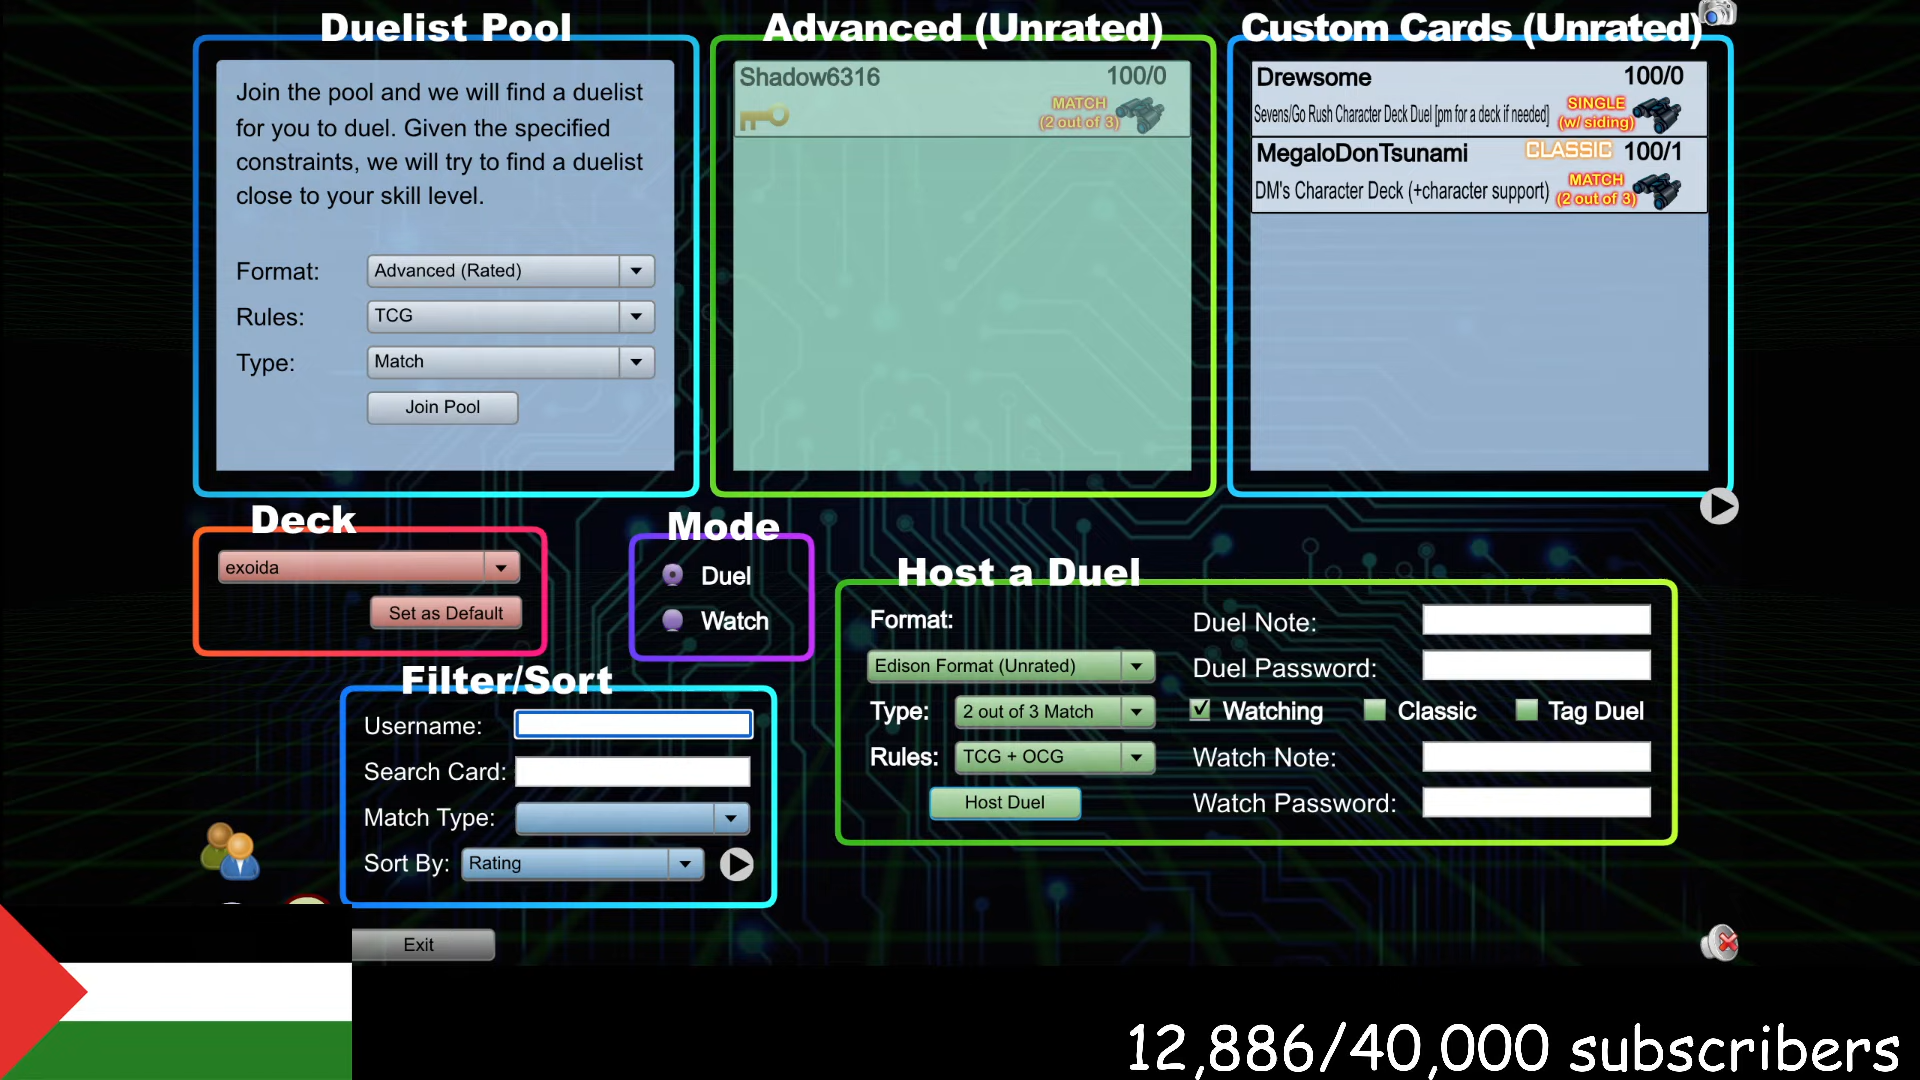 Duelist Pool
Join the pool and we will find a duelist
for you to duel. Given the specified
constraints, we will try to find a duelist
close to your skill level.
Format: Advanced (Rated)
Rules: TCG
Type: Match
Join Pool
Advanced (Unrated)
Shadow6316 100/0
MATCH
(2 out of 3)
Custom Cards (Unrated)
Drewsome 100/0
Sevens/Go Rush Character Deck Duel [pm for a deck if needed] SINGLE
(w/ siding)
MegaloDonTsunami CLASSIC 100/1
DM's Character Deck (+character support) MATCH
(2 out of 3)
Deck
exoida
Set as Default
Mode
Duel
Watch
Filter/Sort
Username:
Search Card:
Match Type:
Sort By: Rating
Host a Duel
Format:
Edison Format (Unrated)
Type: 2 out of 3 Match
Rules: TCG + OCG
Host Duel
Duel Note:
Duel Password:
Watching Classic Tag Duel
Watch Note:
Watch Password:
Exit
12,886/40,000 subscribers